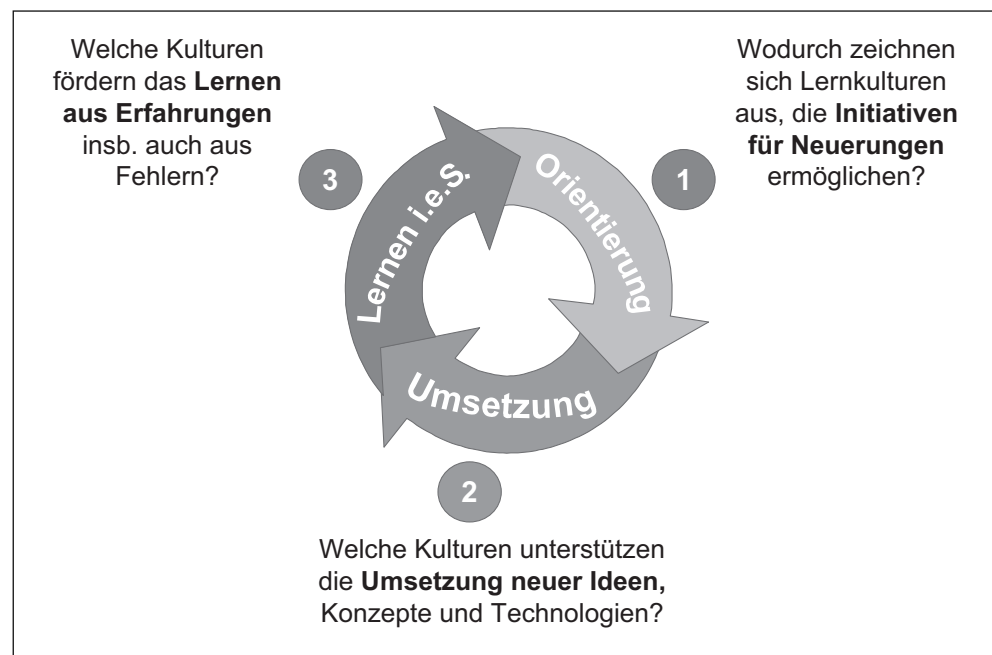 Wodurch zeichnen
sich Lernkulturen
aus, die Initiativen
für Neuerungen
ermöglichen?
1
Orientierung
Umsetzung
2
Welche Kulturen unterstützen
die Umsetzung neuer Ideen,
Konzepte und Technologien?
Lernen i.e.S.
3
Welche Kulturen
fördern das Lernen
aus Erfahrungen
insb. auch aus
Fehlern?